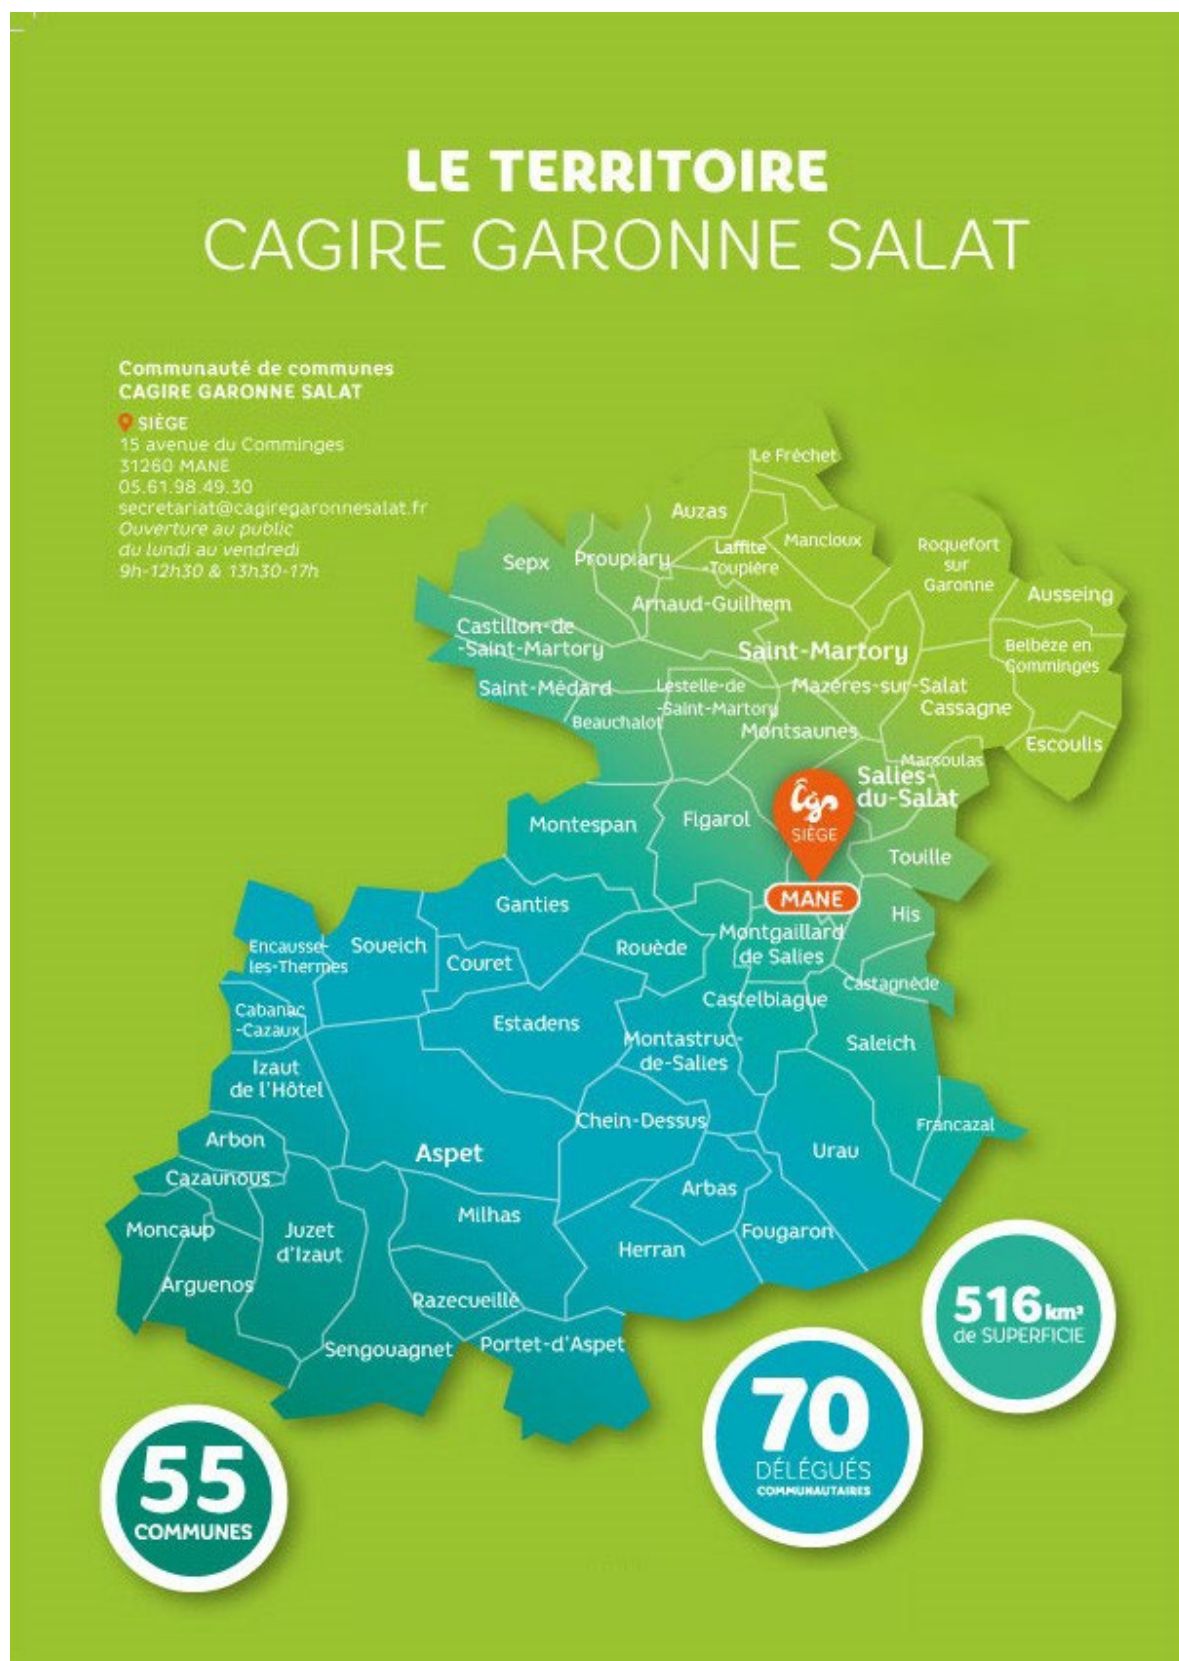 LE TERRITOIRE
CAGIRE GARONNE SALAT
Communauté de communes
CAGIRE GARONNE SALAT
SIÈGE
15 avenue du Comminges
31260 MANE
05.61.98.49.30
secretariat@cagiregaronnesalat.fr
Ouverture au public
du lundi au vendredi
9h-12h30 & 13h30-17h
Le Fréchet
Auzas
Mancioux
Laffite
-Toupière
Sepx
Proupiary
Roquefort
sur
Garonne
Ausseing
Arnaud-Guilhem
Castillon-de
-Saint-Martory
Saint-Martory
Belbèze en
Comminges
Saint-Médard
Lestelle-de
-Saint-Martory
Mazères-sur-Salat
Cassagne
Beauchalot
Montsaunes
Escoulis
Marsoulas
Salies-
du-Salat
Cgs
SIÈGE
Montespan
Figarol
Touille
MANE
Ganties
His
Encausse-
les-Thermes
Soueich
Couret
Rouède
Montgaillard
de Salies
Castagnède
Castelbiague
Cabanac
-Cazaux
Estadens
Montastruc-
de-Salies
Saleich
Izaut
de l'Hôtel
Chein-Dessus
Francazal
Arbon
Aspet
Urau
Cazaunous
Arbas
Moncaup
Juzet
d'Izaut
Milhas
Herran
Fougaron
Arguenos
Razecueillé
Sengouagnet
Portet-d'Aspet
516 km²
de SUPERFICIE
70
DÉLÉGUÉS
COMMUNAUTAIRES
55
COMMUNES